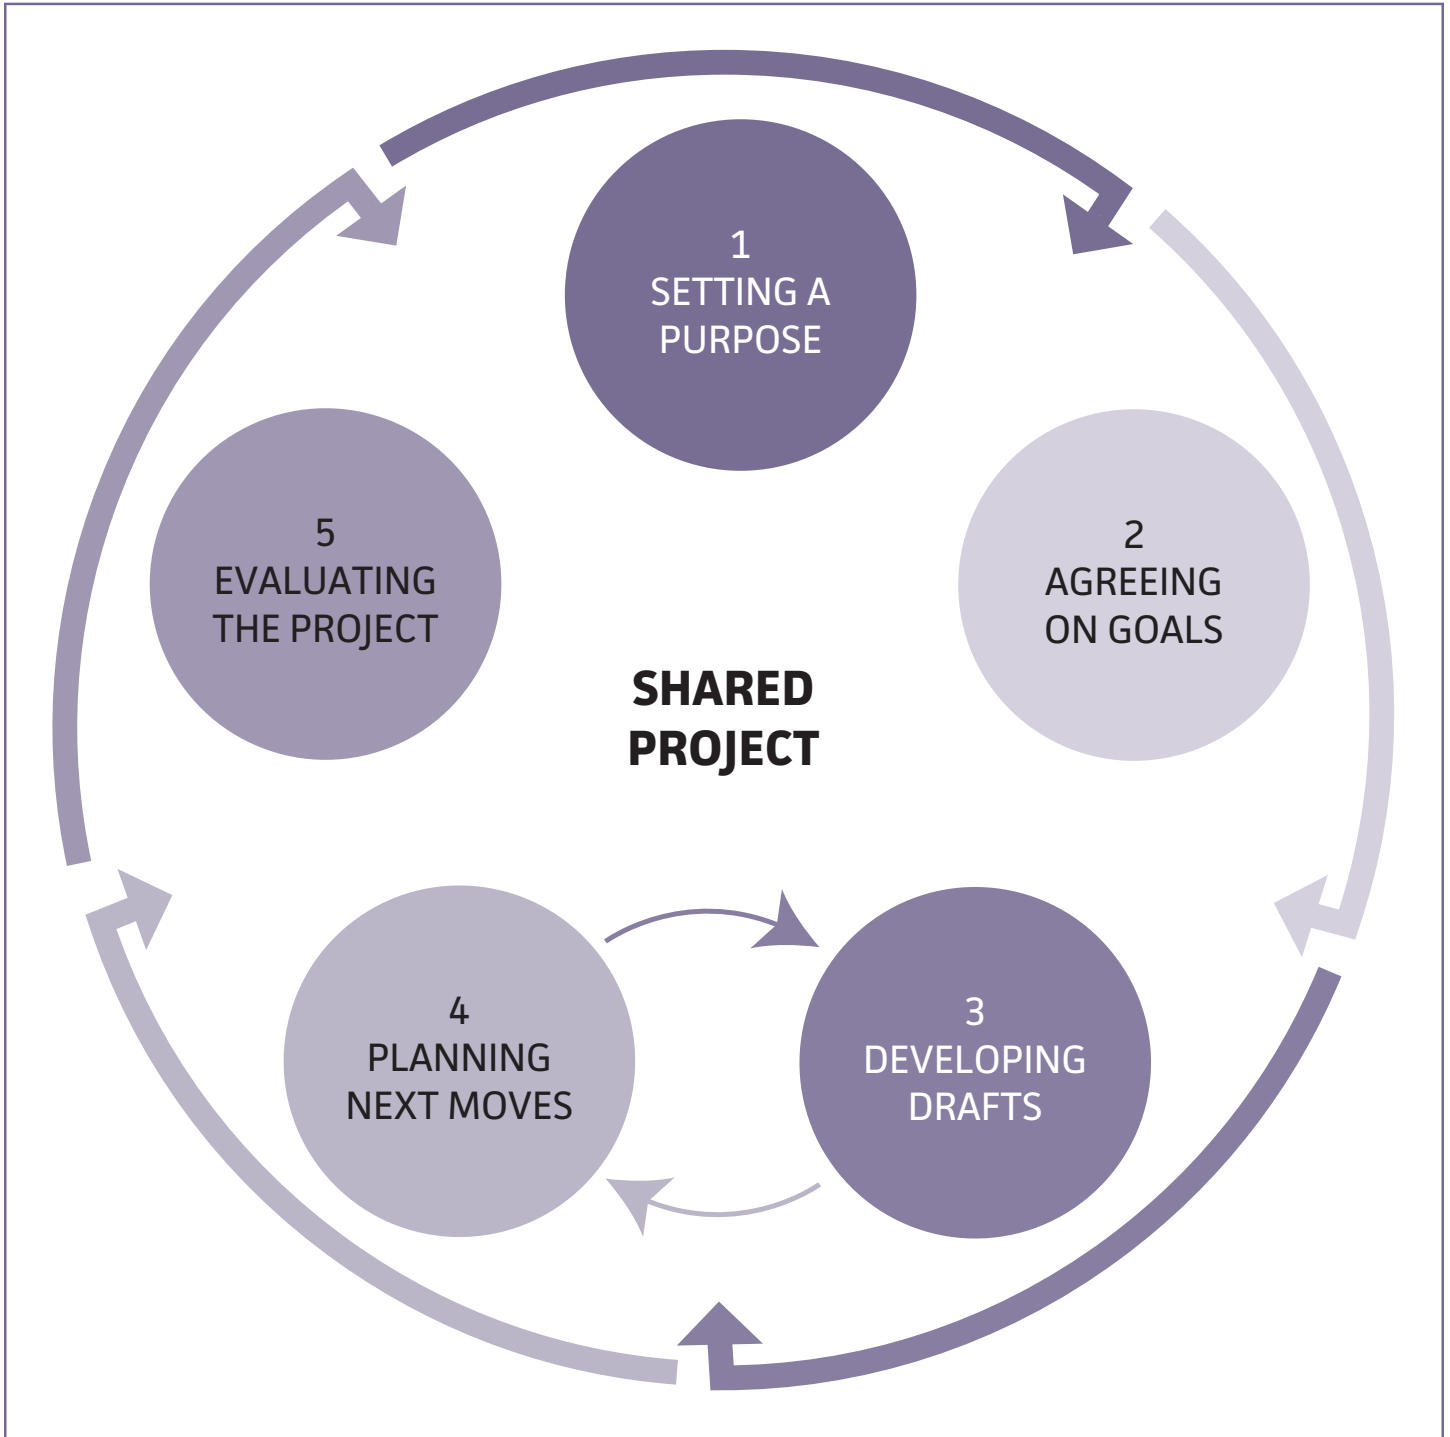 1
SETTING A
PURPOSE
2
AGREEING
ON GOALS
3
DEVELOPING
DRAFTS
4
PLANNING
NEXT MOVES
5
EVALUATING
THE PROJECT
SHARED
PROJECT